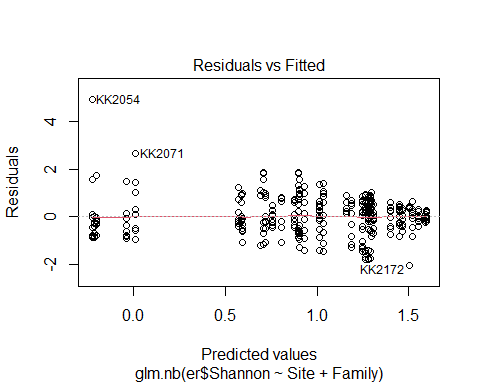 Residuals vs Fitted
KK2054
KK2071
KK2172
Residuals
4
2
0
-2
0.0 0.5 1.0 1.5
Predicted values
glm.nb(er$Shannon ~ Site + Family)